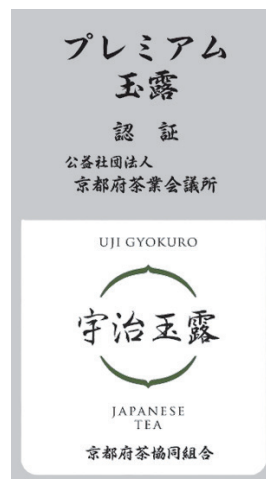 プレミアム
玉露
認証
公益社団法人
京都府茶業会議所
UJI GYOKURO
宇治玉露
JAPANESE
TEA
京都府茶協同組合